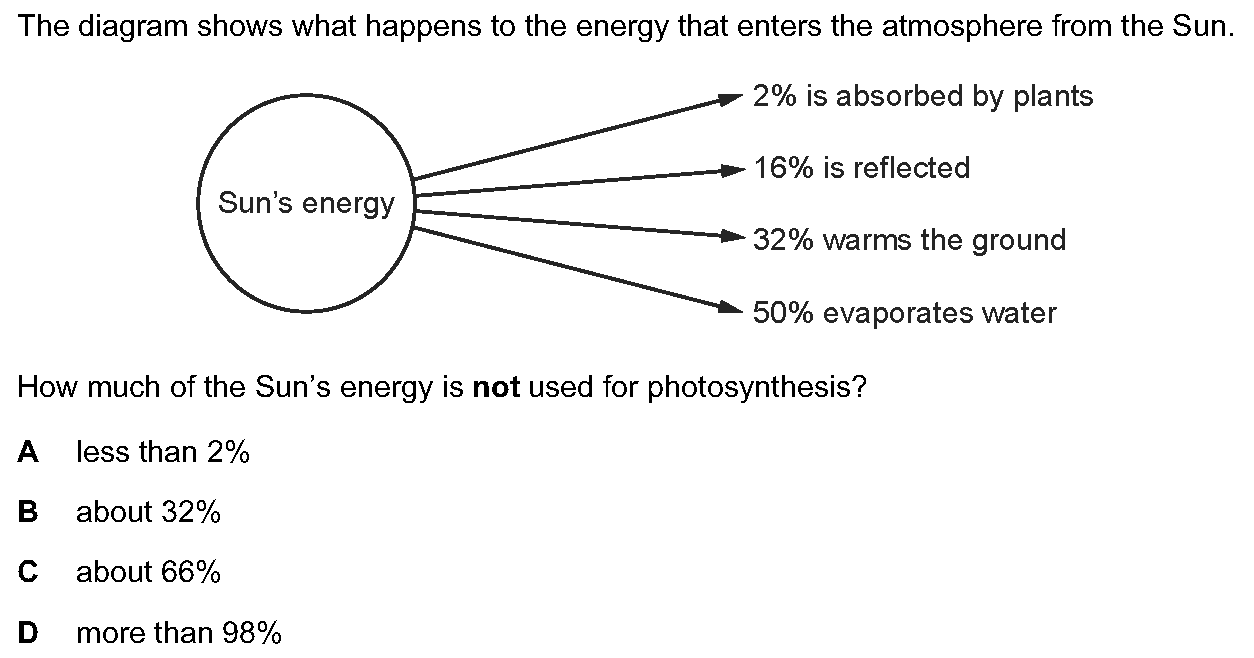 The diagram shows what happens to the energy that enters the atmosphere from the Sun.
Sun's energy
2% is absorbed by plants
16% is reflected
32% warms the ground
50% evaporates water
How much of the Sun's energy is not used for photosynthesis?
A less than 2%
B about 32%
C about 66%
D more than 98%